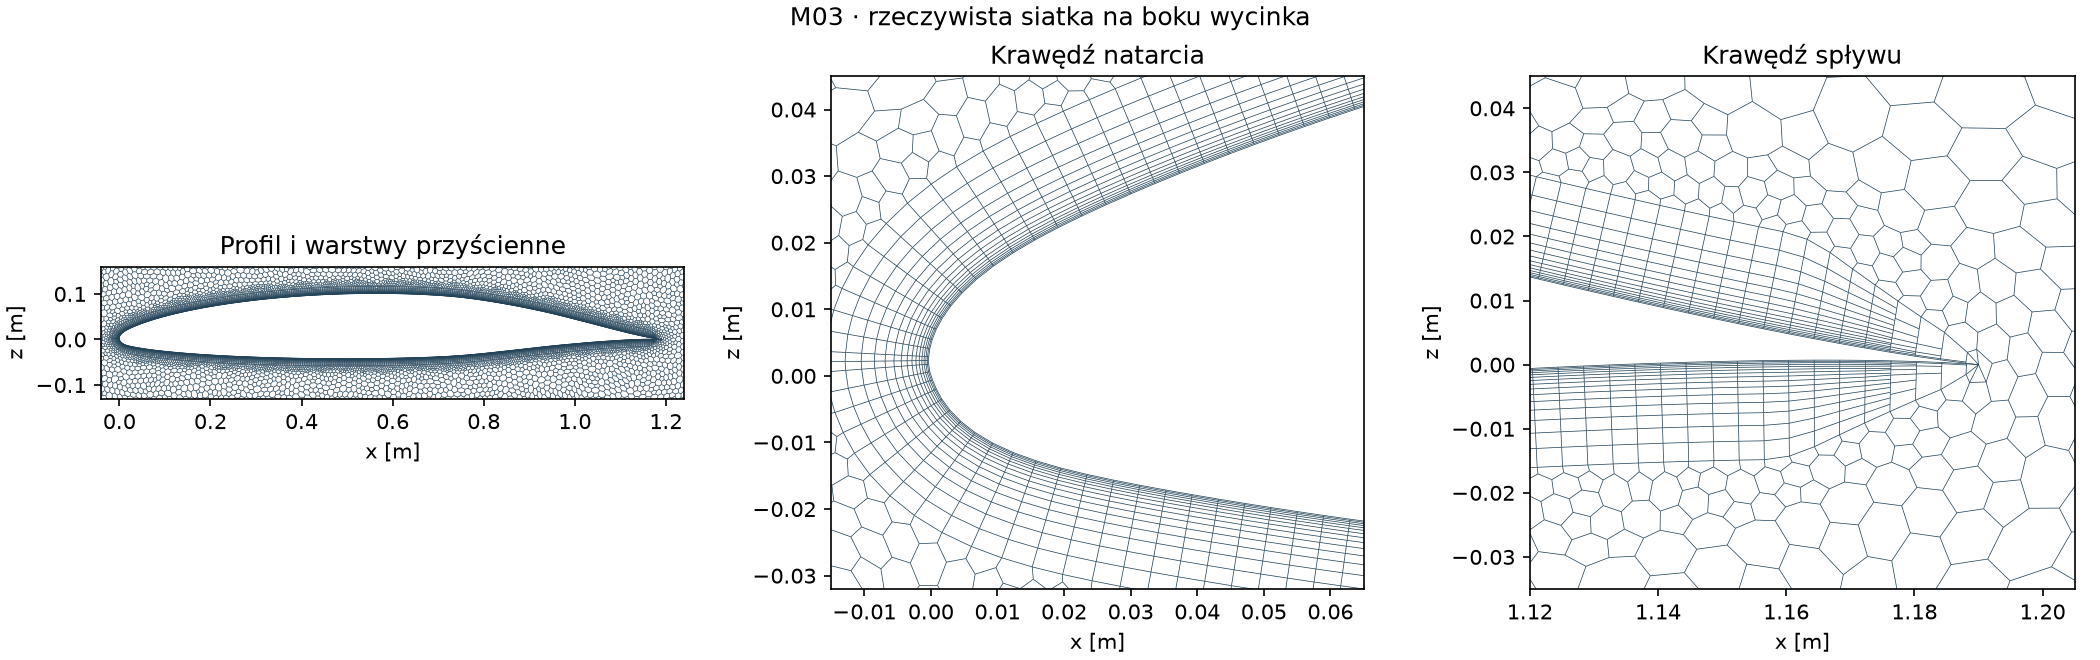 M03 · rzeczywista siatka na boku wycinka
Profil i warstwy przyścienne
0.1
0.0
−0.1
z [m]
0.0 0.2 0.4 0.6 0.8 1.0 1.2
x [m]
Krawędź natarcia
0.04
0.03
0.02
0.01
0.00
−0.01
−0.02
−0.03
z [m]
−0.01 0.00 0.01 0.02 0.03 0.04 0.05 0.06
x [m]
Krawędź spływu
0.04
0.03
0.02
0.01
0.00
−0.01
−0.02
−0.03
z [m]
1.12 1.14 1.16 1.18 1.20
x [m]